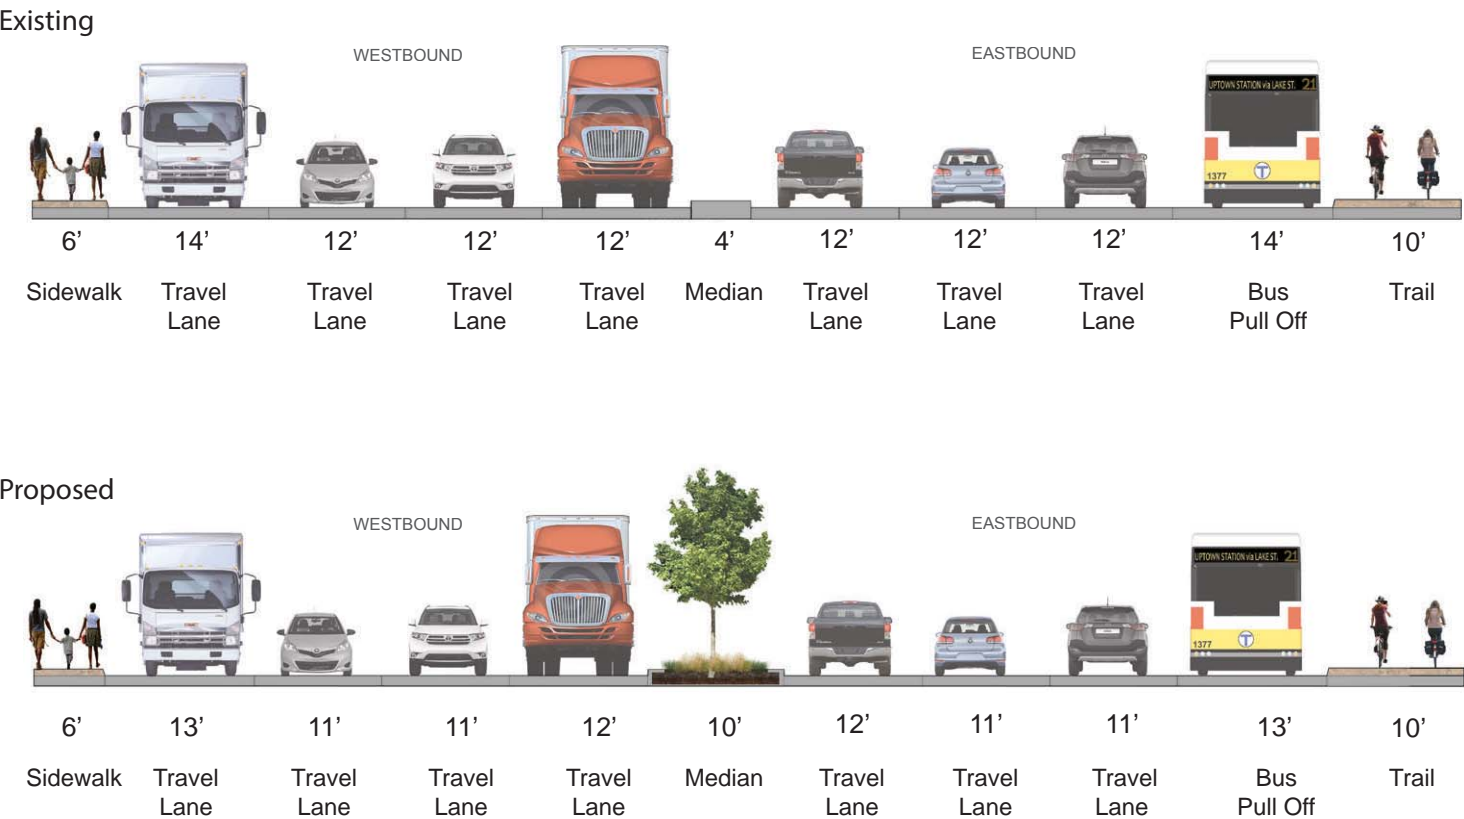 Existing
WESTBOUND
EASTBOUND
UPTOWN STATION via LAKE ST. 21
1377
T
6’ 14’ 12’ 12’ 12’ 4’ 12’ 12’ 12’ 14’ 10’
Sidewalk Travel Travel Travel Travel Median Travel Travel Travel Bus Trail
Lane Lane Lane Lane Lane Lane Lane Pull Off
Proposed
WESTBOUND
EASTBOUND
UPTOWN STATION via LAKE ST. 21
1377
T
6’ 13’ 11’ 11’ 12’ 10’ 12’ 11’ 11’ 13’ 10’
Sidewalk Travel Travel Travel Travel Median Travel Travel Travel Bus Trail
Lane Lane Lane Lane Lane Lane Lane Pull Off